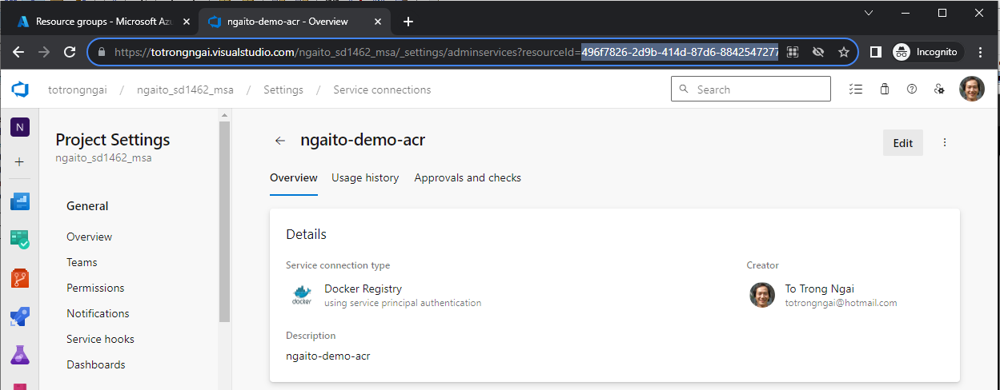 Resource groups - Microsoft Azu
ngaito-demo-acr - Overview
https://totrongngai.visualstudio.com/ngaito_sd1462_msa/_settings/adminservices?resourceId=496f7826-2d9b-414d-87d6-8842547277
Incognito
totrongngai / ngaito_sd1462_msa / Settings / Service connections
Search
N
Project Settings
ngaito_sd1462_msa
General
Overview
Teams
Permissions
Notifications
Service hooks
Dashboards
ngaito-demo-acr
Edit
Overview Usage history Approvals and checks
Details
Service connection type
docker
Docker Registry
using service principal authentication
Creator
To Trong Ngai
totrongngai@hotmail.com
Description
ngaito-demo-acr